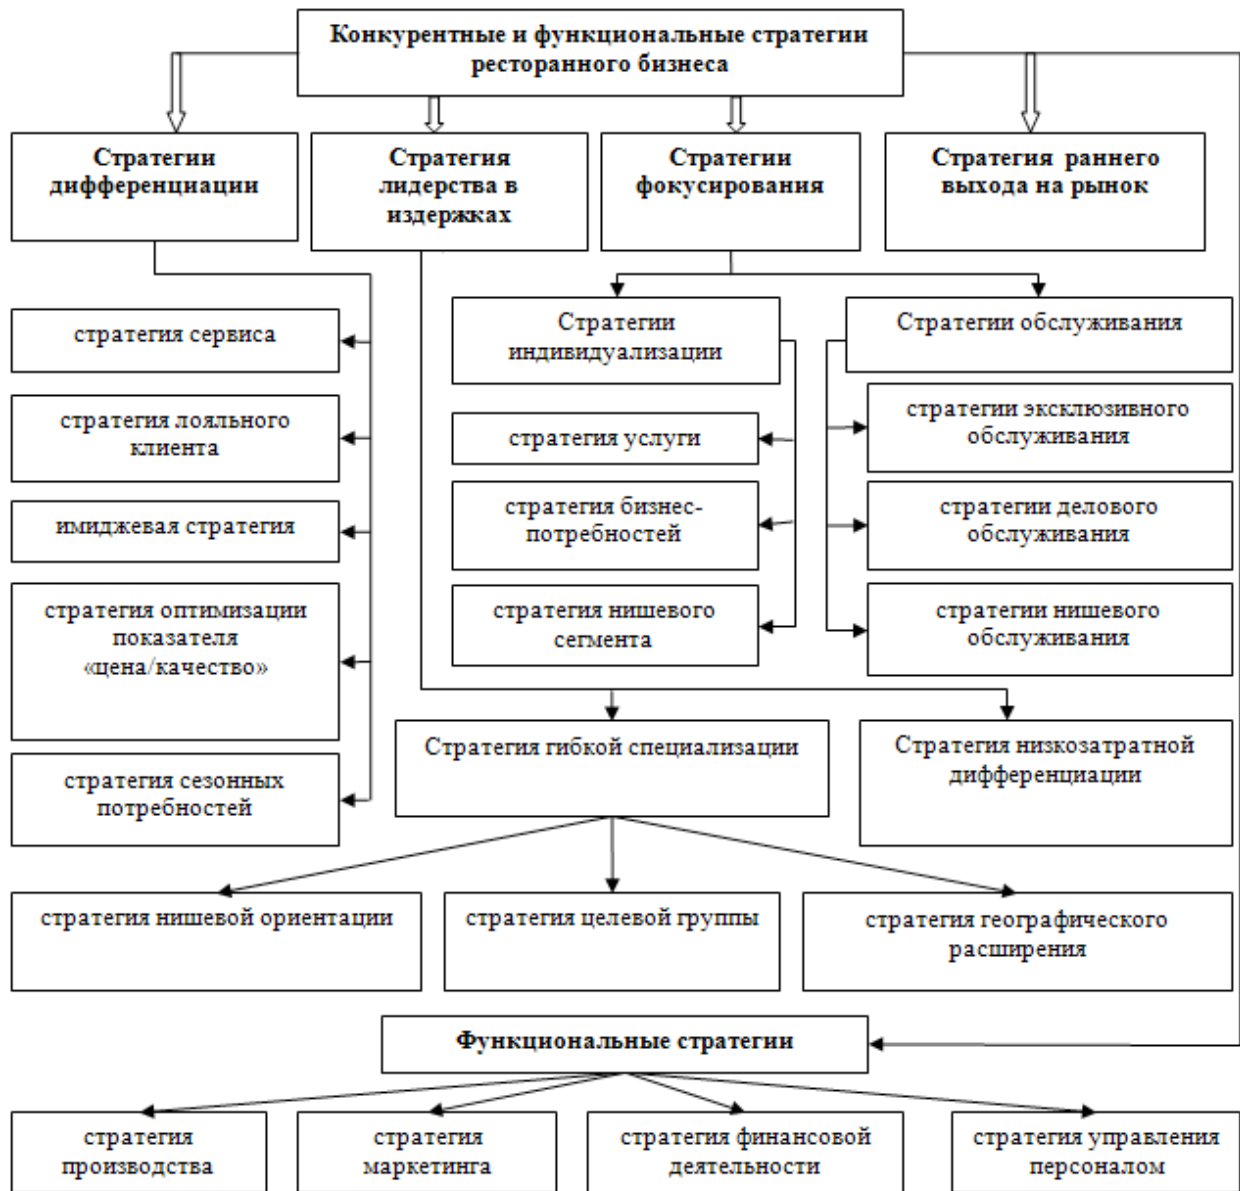 Конкурентные и функциональные стратегии
ресторанного бизнеса
Стратегии
дифференциации
Стратегия
лидерства в
издержках
Стратегии
фокусирования
Стратегия раннего
выхода на рынок
стратегия сервиса
стратегия лояльного
клиента
имиджевая стратегия
стратегия оптимизации
показателя
«цена/качество»
стратегия сезонных
потребностей
Стратегии
индивидуализации
стратегия услуги
стратегия бизнес-
потребностей
стратегия нишевого
сегмента
Стратегии обслуживания
стратегии эксклюзивного
обслуживания
стратегии делового
обслуживания
стратегии нишевого
обслуживания
Стратегия гибкой специализации
Стратегия низкозатратной
дифференциации
стратегия нишевой ориентации
стратегия целевой группы
стратегия географического
расширения
Функциональные стратегии
стратегия
производства
стратегия
маркетинга
стратегия финансовой
деятельности
стратегия управления
персоналом